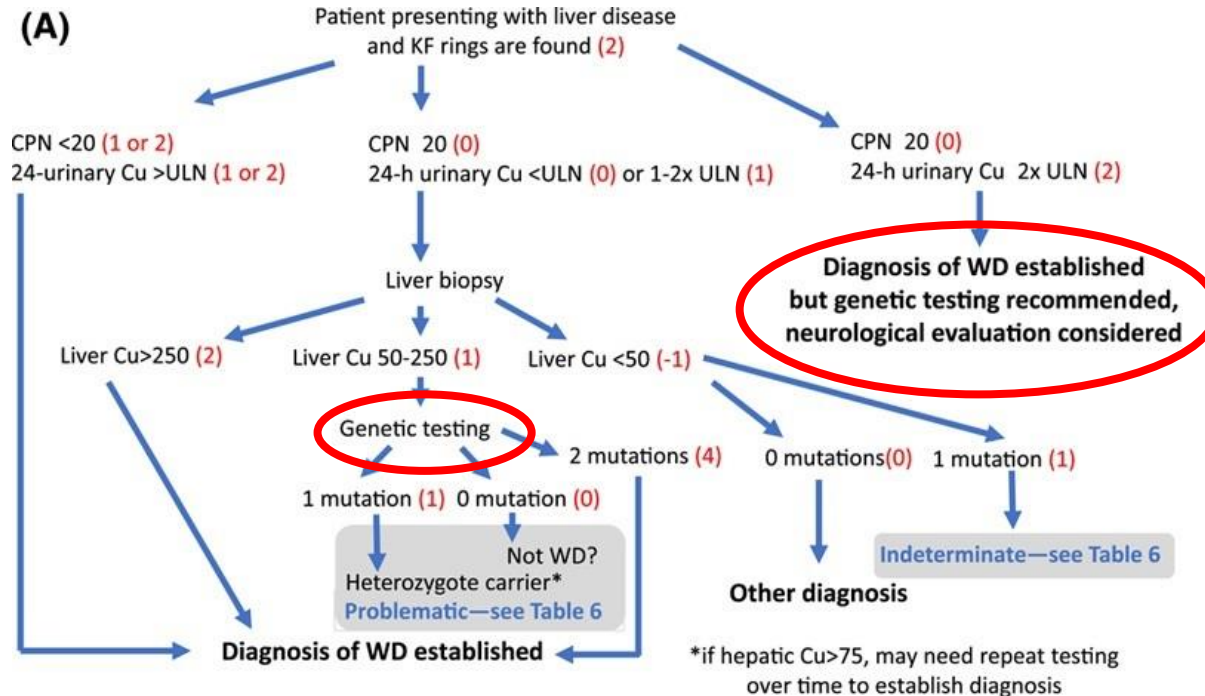 (A)
Patient presenting with liver disease
and KF rings are found (2)
CPN <20 (1 or 2)
24-urinary Cu >ULN (1 or 2)
CPN 20 (0)
24-h urinary Cu <ULN (0) or 1-2x ULN (1)
CPN 20 (0)
24-h urinary Cu 2x ULN (2)
Diagnosis of WD established
but genetic testing recommended,
neurological evaluation considered
Liver biopsy
Liver Cu>250 (2)
Liver Cu 50-250 (1)
Liver Cu <50 (-1)
Genetic testing
2 mutations (4)
0 mutations(0)
1 mutation (1)
1 mutation (1)
0 mutation (0)
Not WD?
Heterozygote carrier*
Problematic—see Table 6
Indeterminate—see Table 6
Other diagnosis
Diagnosis of WD established
*if hepatic Cu>75, may need repeat testing
over time to establish diagnosis